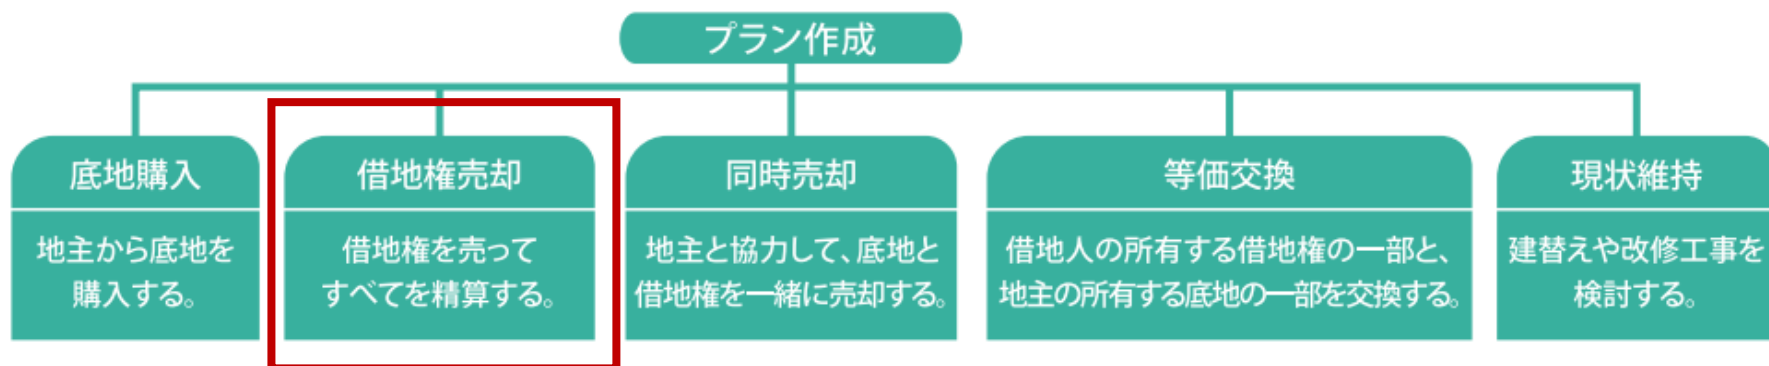 プラン作成
底地購入
地主から底地を
購入する。
借地権売却
借地権を売って
すべてを精算する。
同時売却
地主と協力して、底地と
借地権を一緒に売却する。
等価交換
借地人の所有する借地権の一部と、
地主の所有する底地の一部を交換する。
現状維持
建替えや改修工事を
検討する。